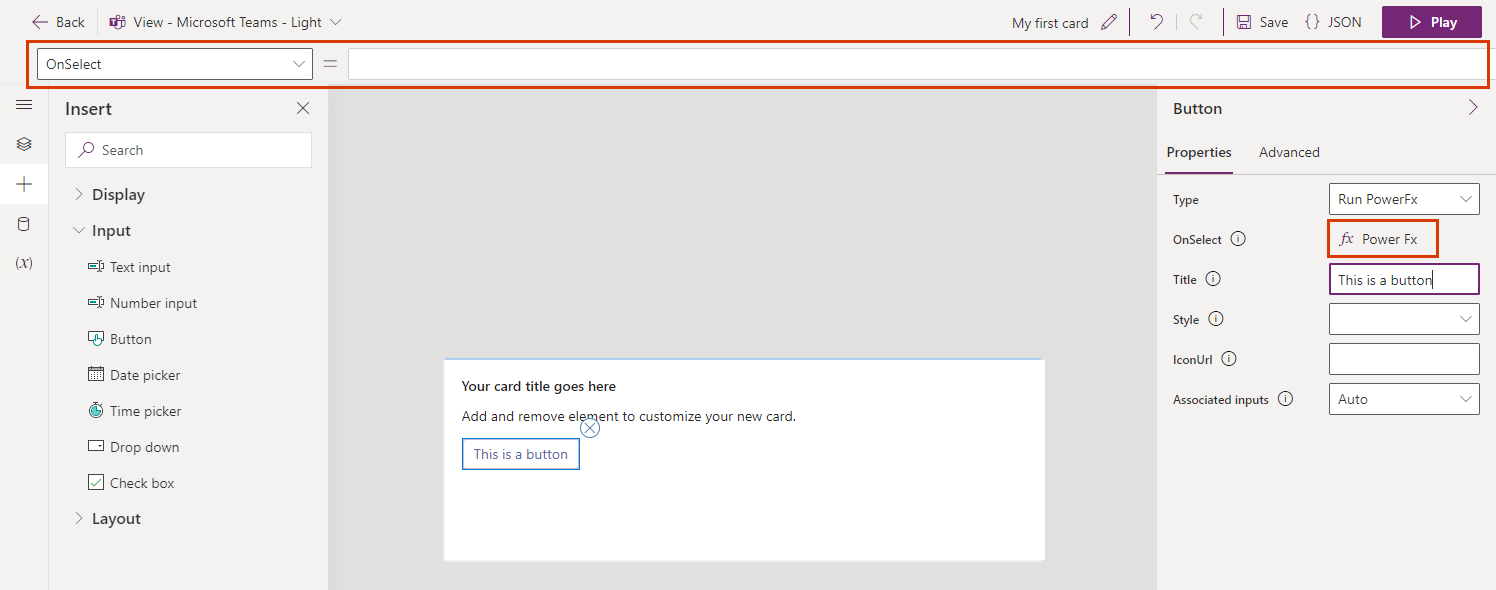 Back
View - Microsoft Teams - Light
My first card
Save
{} JSON
Play
OnSelect
=
Insert
Search
Display
Input
Text input
Number input
Button
Date picker
Time picker
Drop down
Check box
Layout
(x)
Your card title goes here
Add and remove element to customize your new card.
This is a button
Button
Properties Advanced
Type Run PowerFx
OnSelect fx Power Fx
Title This is a button
Style
IconUrl
Associated inputs Auto